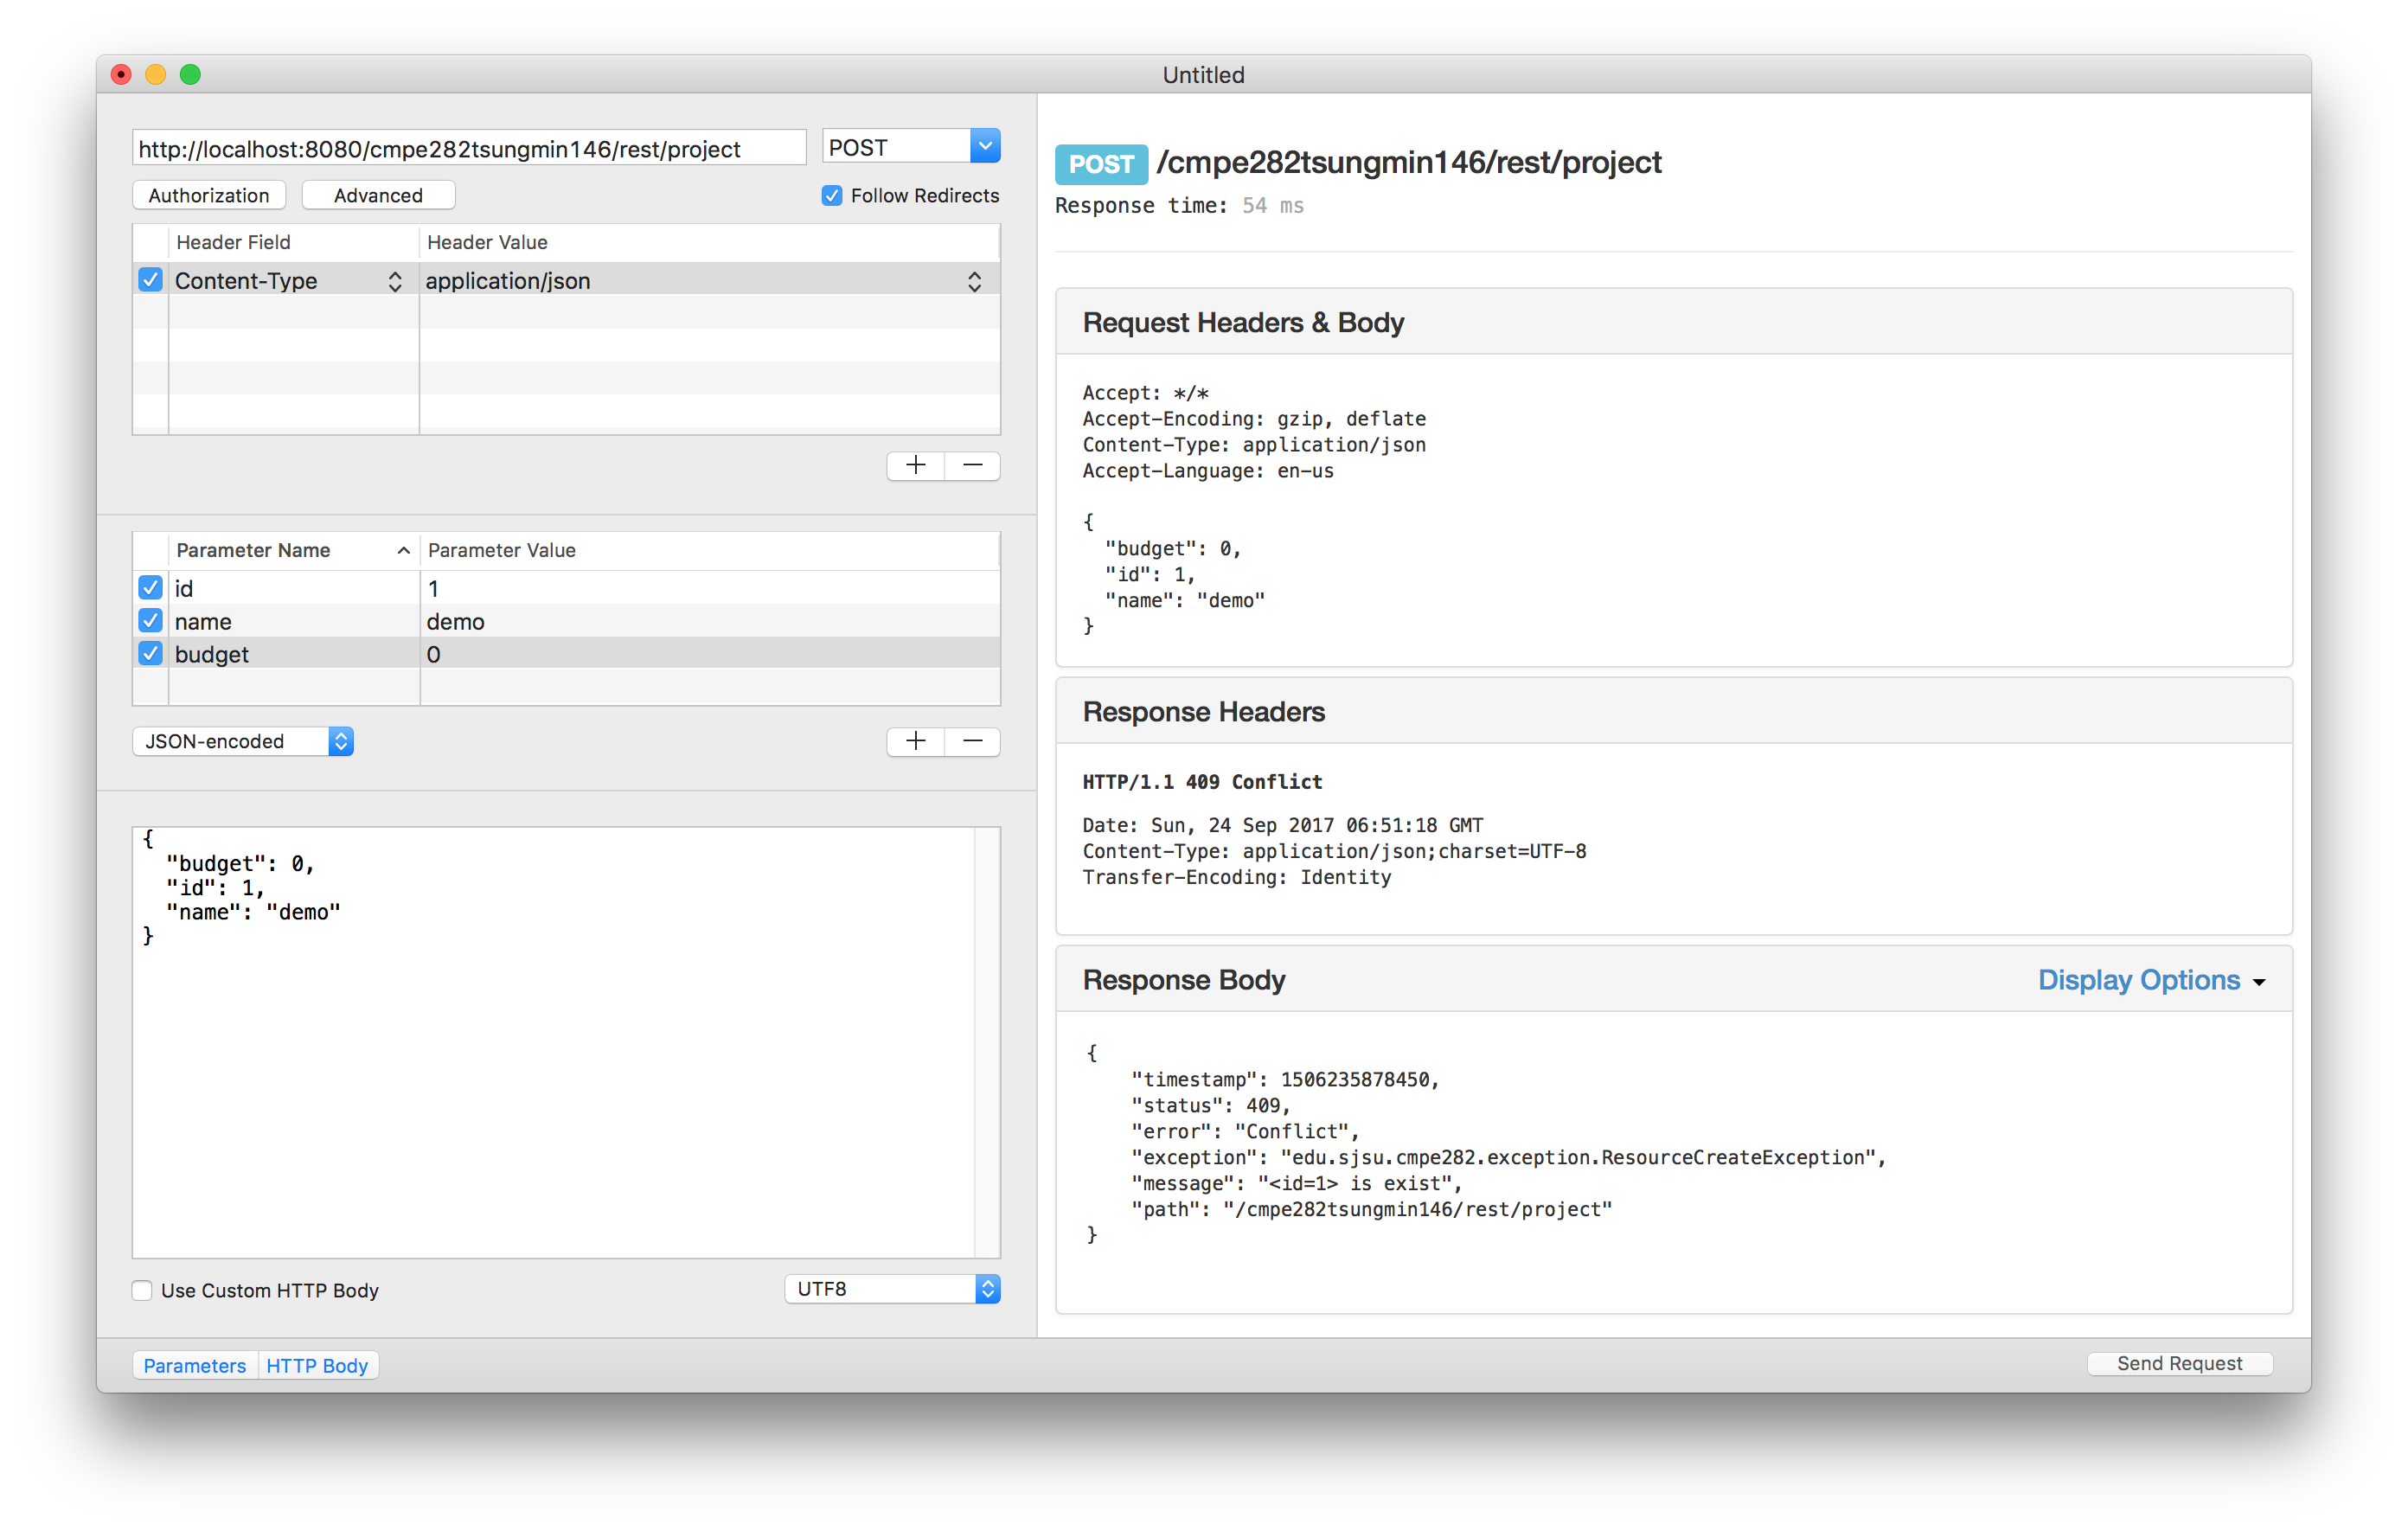 Untitled
http://localhost:8080/cmpe282tsungmin146/rest/project
POST
Authorization
Advanced
Follow Redirects
Header Field
Header Value
Content-Type
application/json
Parameter Name
Parameter Value
id
1
name
demo
budget
0
JSON-encoded
{
"budget": 0,
"id": 1,
"name": "demo"
}
Use Custom HTTP Body
UTF8
Parameters
HTTP Body
POST /cmpe282tsungmin146/rest/project
Response time: 54 ms
Request Headers & Body
Accept: */*
Accept-Encoding: gzip, deflate
Content-Type: application/json
Accept-Language: en-us
{
"budget": 0,
"id": 1,
"name": "demo"
}
Response Headers
HTTP/1.1 409 Conflict
Date: Sun, 24 Sep 2017 06:51:18 GMT
Content-Type: application/json;charset=UTF-8
Transfer-Encoding: Identity
Response Body
Display Options
{
"timestamp": 1506235878450,
"status": 409,
"error": "Conflict",
"exception": "edu.sjsu.cmpe282.exception.ResourceCreateException",
"message": "<id=1> is exist",
"path": "/cmpe282tsungmin146/rest/project"
}
Send Request